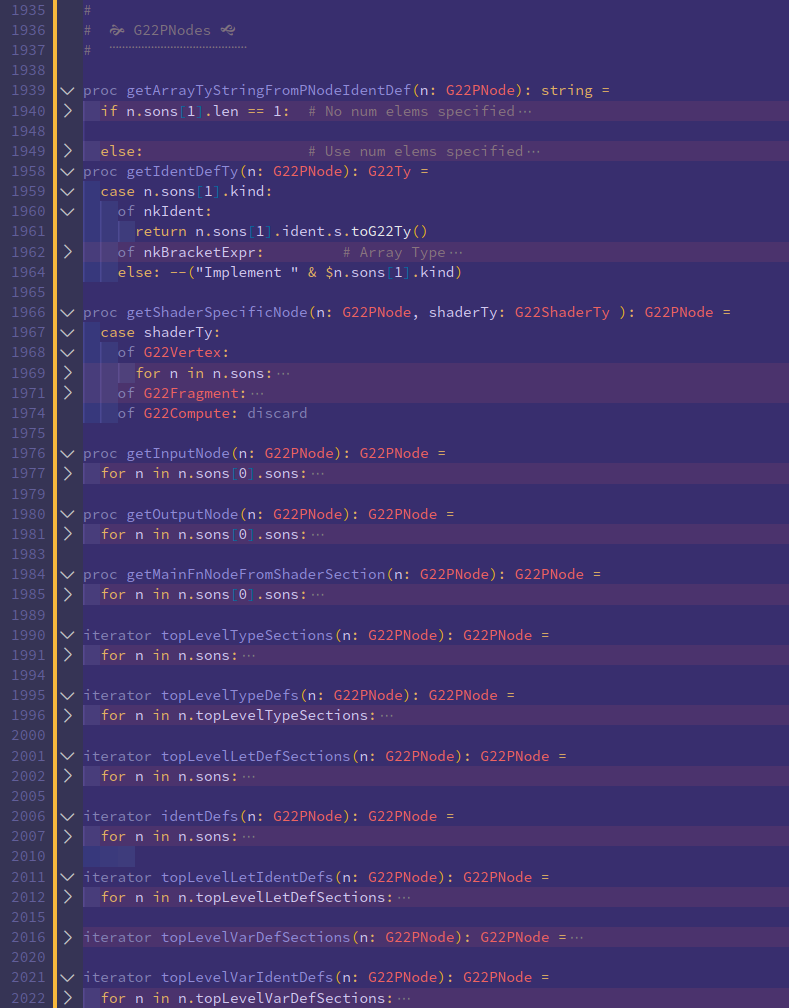 1935 #
1936 # G22PNodes
1937 #
1938
1939 proc getArrayTyStringFromPNodeIdentDef(n: G22PNode): string =
1940 if n.sons[1].len == 1: # No num elems specified···
1948
1949 else: # Use num elems specified···
1958 proc getIdentDefTy(n: G22PNode): G22Ty =
1959 case n.sons[1].kind:
1960 of nkIdent:
1961 return n.sons[1].ident.s.toG22Ty()
1962 of nkBracketExpr: # Array Type···
1964 else: --("Implement " & $n.sons[1].kind)
1965
1966 proc getShaderSpecificNode(n: G22PNode, shaderTy: G22ShaderTy ): G22PNode =
1967 case shaderTy:
1968 of G22Vertex:
1969 for n in n.sons:···
1971 of G22Fragment:···
1974 of G22Compute: discard
1975
1976 proc getInputNode(n: G22PNode): G22PNode =
1977 for n in n.sons[0].sons:···
1979
1980 proc getOutputNode(n: G22PNode): G22PNode =
1981 for n in n.sons[0].sons:···
1983
1984 proc getMainFnNodeFromShaderSection(n: G22PNode): G22PNode =
1985 for n in n.sons[0].sons:···
1989
1990 iterator topLevelTypeSections(n: G22PNode): G22PNode =
1991 for n in n.sons:···
1994
1995 iterator topLevelTypeDefs(n: G22PNode): G22PNode =
1996 for n in n.topLevelTypeSections:···
2000
2001 iterator topLevelLetDefSections(n: G22PNode): G22PNode =
2002 for n in n.sons:···
2005
2006 iterator identDefs(n: G22PNode): G22PNode =
2007 for n in n.sons:···
2010
2011 iterator topLevelLetIdentDefs(n: G22PNode): G22PNode =
2012 for n in n.topLevelLetDefSections:···
2015
2016 iterator topLevelVarDefSections(n: G22PNode): G22PNode =···
2020
2021 iterator topLevelVarIdentDefs(n: G22PNode): G22PNode =
2022 for n in n.topLevelVarDefSections:···